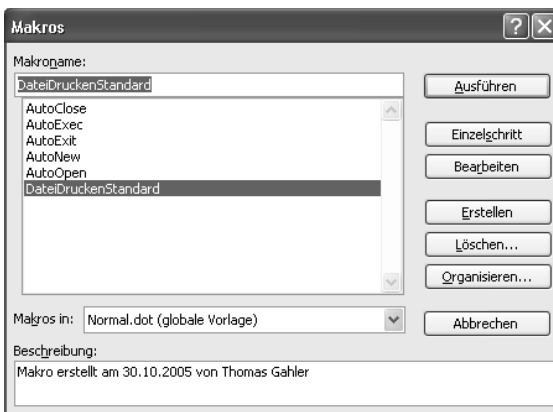 Makros
Makroname:
DateiDruckenStandard
AutoClose
AutoExec
AutoExit
AutoNew
AutoOpen
DateiDruckenStandard
Ausführen
Einzelschritt
Bearbeiten
Erstellen
Löschen...
Organisieren...
Makros in: Normal.dot (globale Vorlage)
Abbrechen
Beschreibung:
Makro erstellt am 30.10.2005 von Thomas Gahler